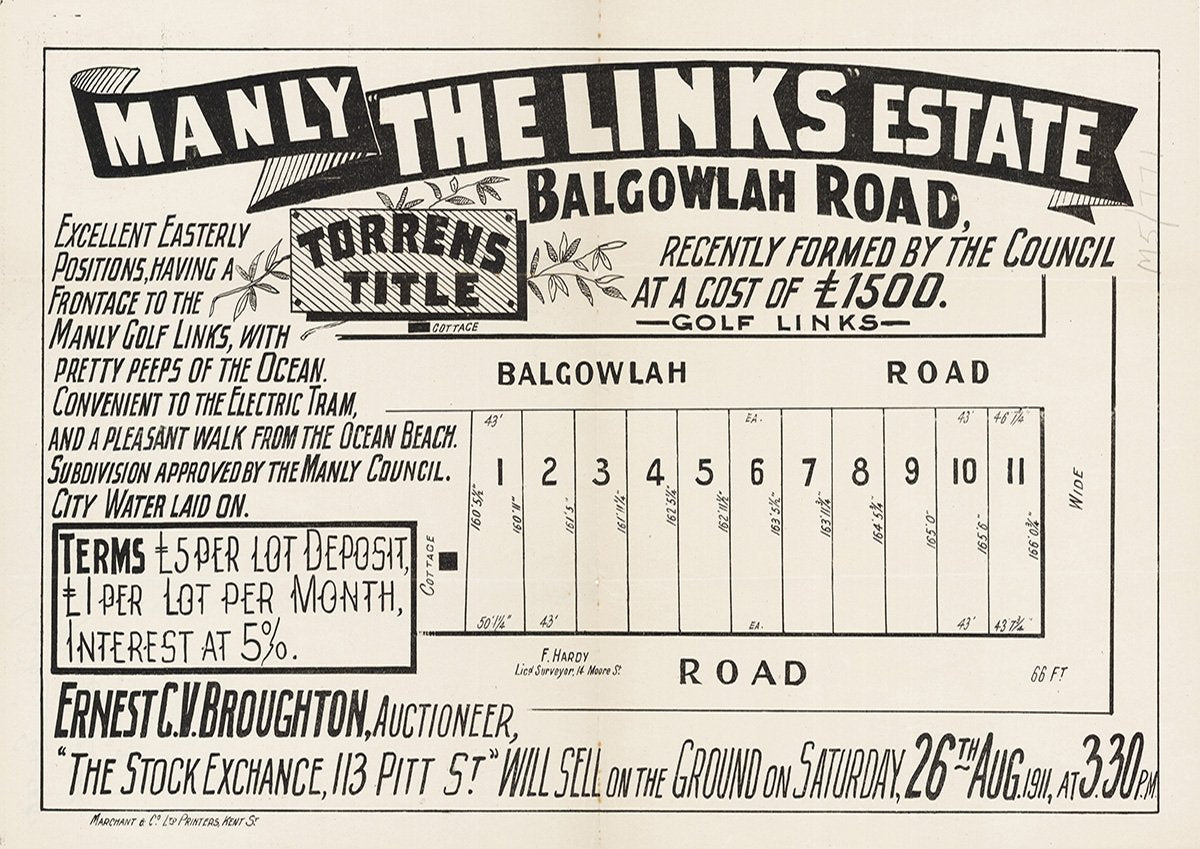 MANLY "THE LINKS" ESTATE
BALGOWLAH ROAD,
RECENTLY FORMED BY THE COUNCIL
AT A COST OF £1500.
TORRENS
TITLE
EXCELLENT EASTERLY
POSITIONS, HAVING A
FRONTAGE TO THE
MANLY GOLF LINKS, WITH
PRETTY PEEPS OF THE OCEAN.
CONVENIENT TO THE ELECTRIC TRAM,
AND A PLEASANT WALK FROM THE OCEAN BEACH.
SUBDIVISION APPROVED BY THE MANLY COUNCIL.
CITY WATER LAID ON.
TERMS £5 PER LOT DEPOSIT,
£1 PER LOT PER MONTH,
INTEREST AT 5%.
—GOLF LINKS—
COTTAGE
BALGOWLAH ROAD
43' EA. 43' 46' 7¼"
1 2 3 4 5 6 7 8 9 10 11
160' 5½" 160' 11" 161' 5" 161' 11¼" 162' 5¼" 162' 11½" 163' 5½" 163' 11¾" 164' 5¾" 165' 0" 165' 6" 166' 0¾"
WIDE
COTTAGE
50' 1¼" 43' EA. 43' 43' 7¾"
F. HARDY
Licd Surveyor, 14 Moore St.
ROAD
66 FT
ERNEST C.V. BROUGHTON, AUCTIONEER,
"THE STOCK EXCHANGE, 113 PITT ST." WILL SELL ON THE GROUND ON SATURDAY, 26TH AUG. 1911, AT 3.30 P.M.
MARCHANT & Co LTD PRINTERS, KENT ST